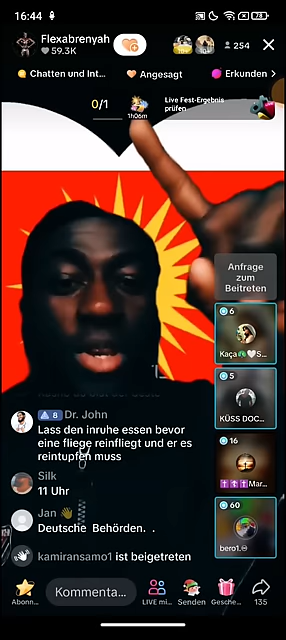 16:44
73
Flexabrenyah
59.3K
254
Chatten und Int...
Angesagt
Erkunden >
0/1
Live Fest-Ergebnis
prüfen
1h06m
Anfrage
zum
Beitreten
6
Kaça🤍S...
5
KÜSS DOC...
16
✝️✝️✝️Mar...
60
bero1.♾
8 Dr. John
Lass den inruhe essen bevor
eine fliege reinfliegt und er es
reintupfen muss
Silk
11 Uhr
Jan 👋
Deutsche Behörden. .
kamiransamo1 ist beigetreten
Kommenta...
Abonn...
LIVE mi...
Senden
Gesche...
135